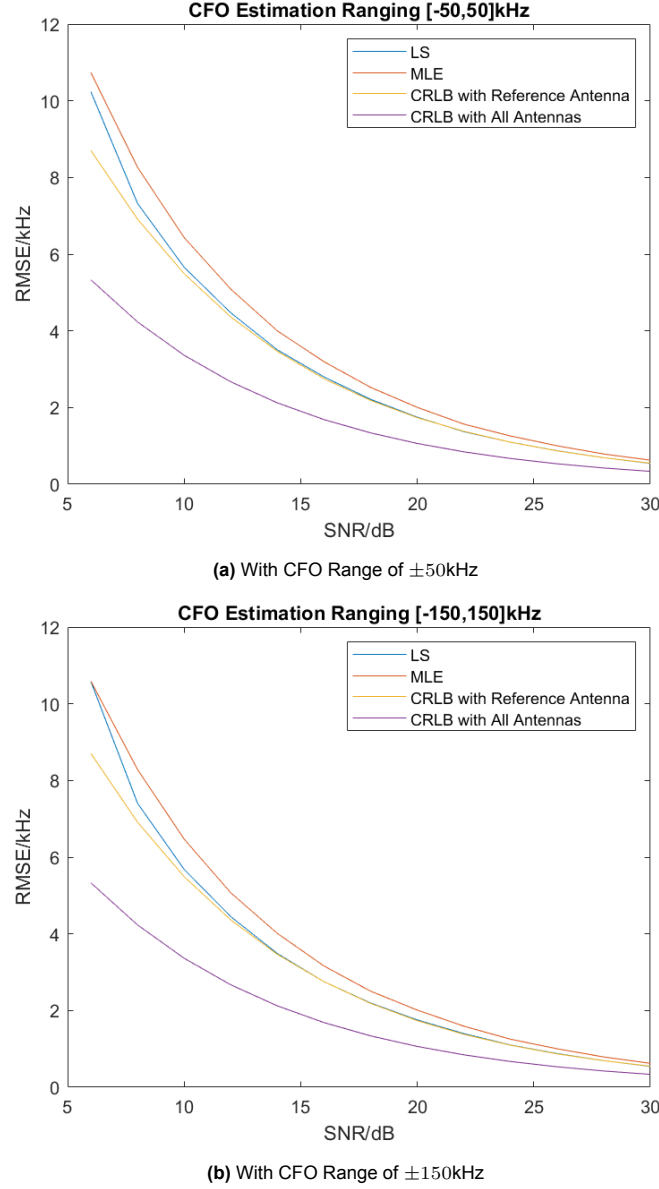 CFO Estimation Ranging [-50,50]kHz
12
10
8
6
4
2
0
RMSE/kHz
LS
MLE
CRLB with Reference Antenna
CRLB with All Antennas
5 10 15 20 25 30
SNR/dB
(a) With CFO Range of ±50kHz
CFO Estimation Ranging [-150,150]kHz
12
10
8
6
4
2
0
RMSE/kHz
LS
MLE
CRLB with Reference Antenna
CRLB with All Antennas
5 10 15 20 25 30
SNR/dB
(b) With CFO Range of ±150kHz